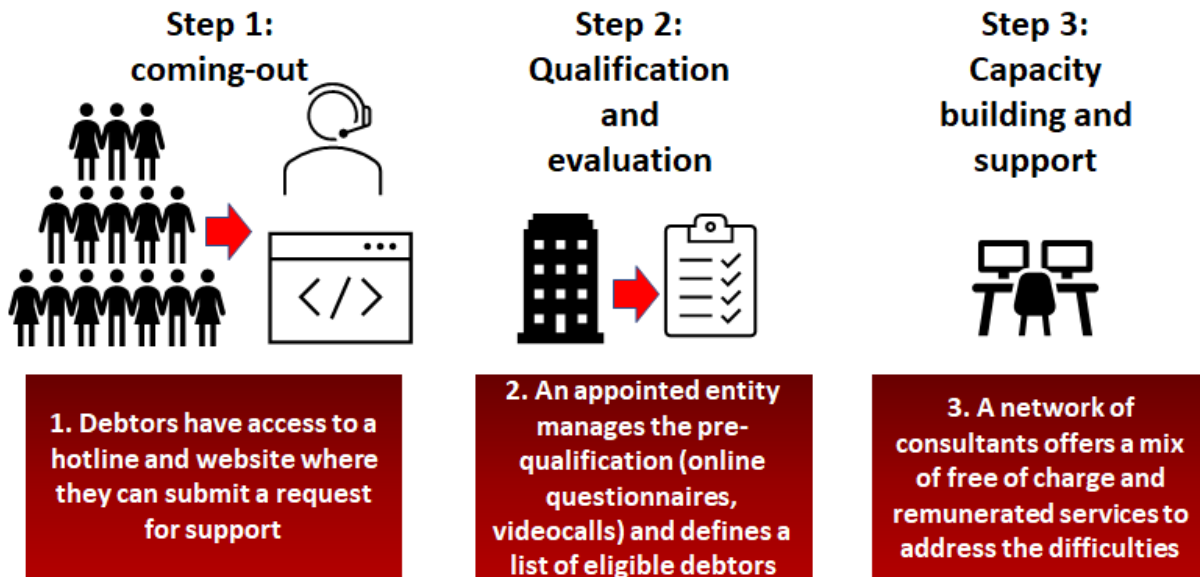 Step 1:
coming-out
Step 2:
Qualification
and
evaluation
Step 3:
Capacity
building and
support
</>
1. Debtors have access to a
hotline and website where
they can submit a request
for support
2. An appointed entity
manages the pre-
qualification (online
questionnaires,
videocalls) and defines a
list of eligible debtors
3. A network of
consultants offers a mix
of free of charge and
remunerated services to
address the difficulties